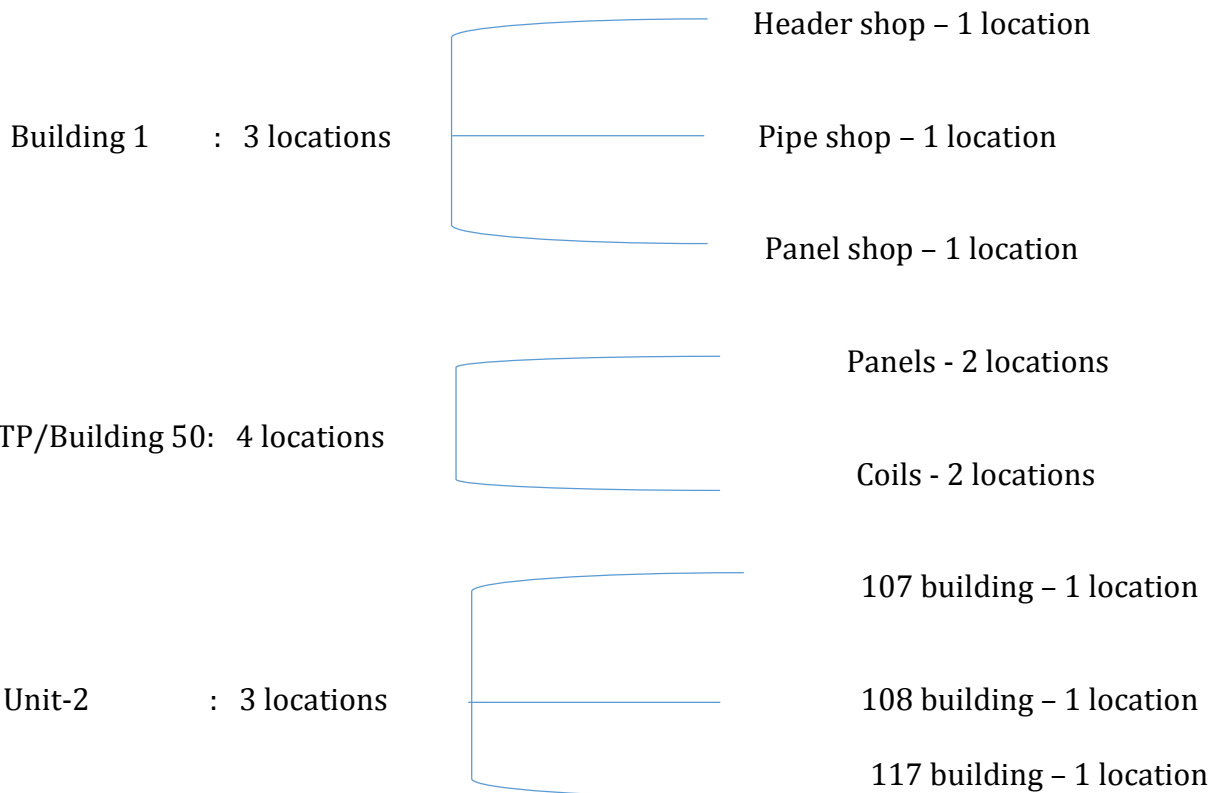 Header shop – 1 location
Building 1 : 3 locations
Pipe shop – 1 location
Panel shop – 1 location
Panels - 2 locations
TP/Building 50: 4 locations
Coils - 2 locations
107 building – 1 location
Unit-2 : 3 locations
108 building – 1 location
117 building – 1 location